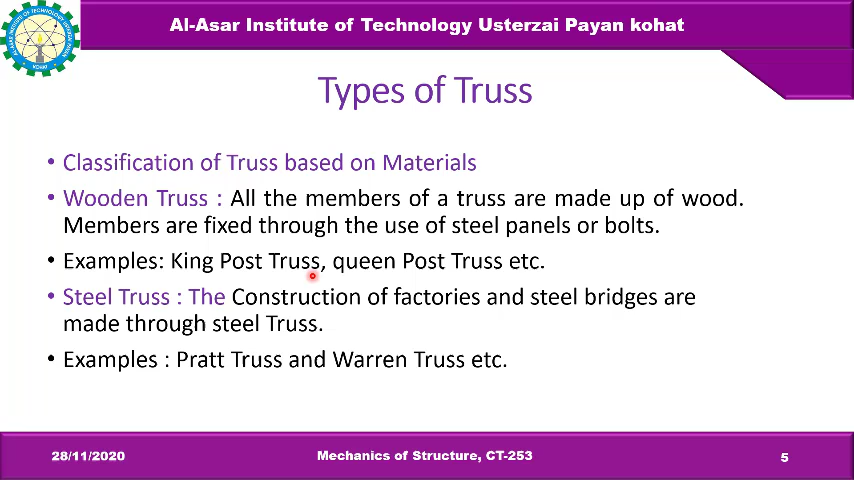 Al-Asar Institute of Technology Usterzai Payan kohat
Types of Truss
• Classification of Truss based on Materials
• Wooden Truss : All the members of a truss are made up of wood.
Members are fixed through the use of steel panels or bolts.
• Examples: King Post Truss, queen Post Truss etc.
• Steel Truss : The Construction of factories and steel bridges are
made through steel Truss.
• Examples : Pratt Truss and Warren Truss etc.
28/11/2020
Mechanics of Structure, CT-253
5
KOHAT